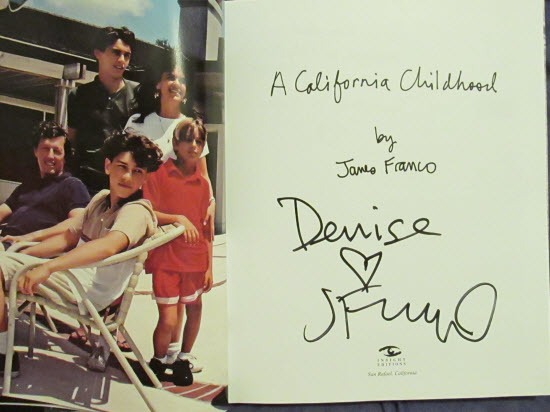 A California Childhood
by
James Franco
Denise
INSIGHT
EDITIONS
San Rafael, California